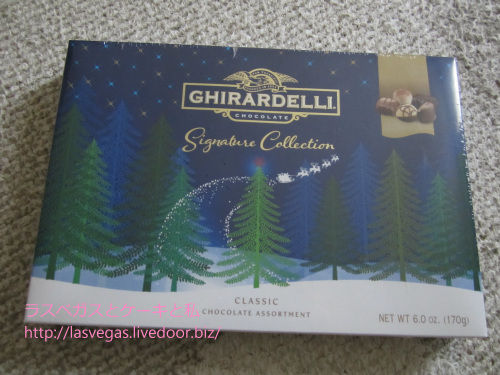 GHIRARDELLI
CHOCOLATE
Signature Collection
CLASSIC
CHOCOLATE ASSORTMENT
NET WT 6.0 oz. (170g)
ラスベガスとケーキと私
http://lasvegas.livedoor.biz/